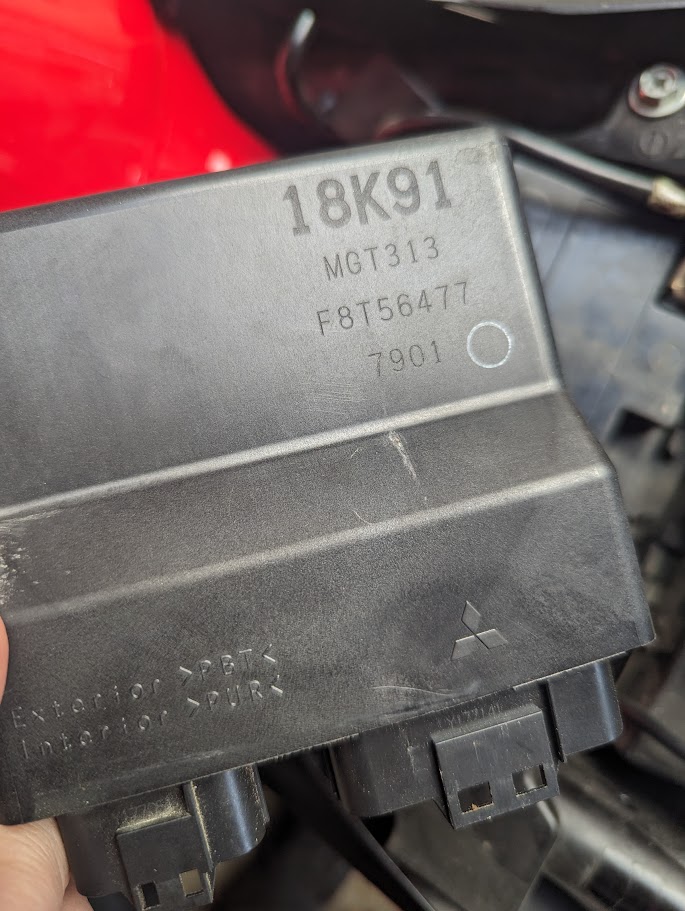 18K91
MGT313
F8T56477
7901
Exterior >PBT<
Interior >PUR<